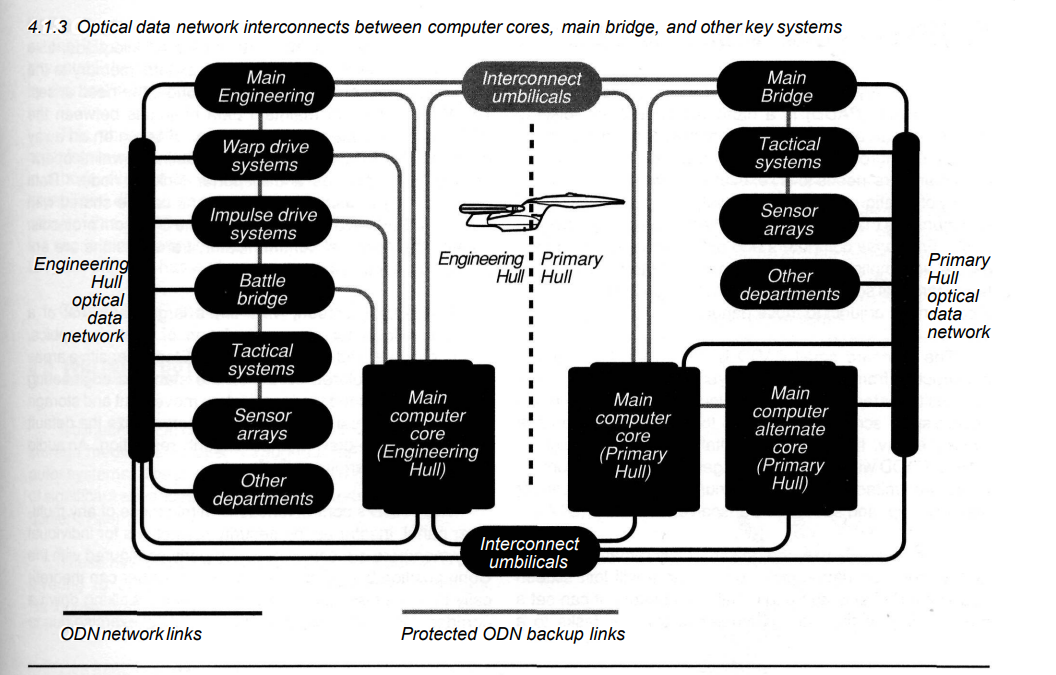 4.1.3 Optical data network interconnects between computer cores, main bridge, and other key systems
Main
Engineering
Interconnect
umbilicals
Main
Bridge
Warp drive
systems
Tactical
systems
Impulse drive
systems
Sensor
arrays
Engineering
Hull
optical
data
network
Battle
bridge
Engineering
Hull
Primary
Hull
Other
departments
Primary
Hull
optical
data
network
Tactical
systems
Sensor
arrays
Other
departments
Main
computer
core
(Engineering
Hull)
Main
computer
core
(Primary
Hull)
Main
computer
alternate
core
(Primary
Hull)
Interconnect
umbilicals
ODN network links
Protected ODN backup links